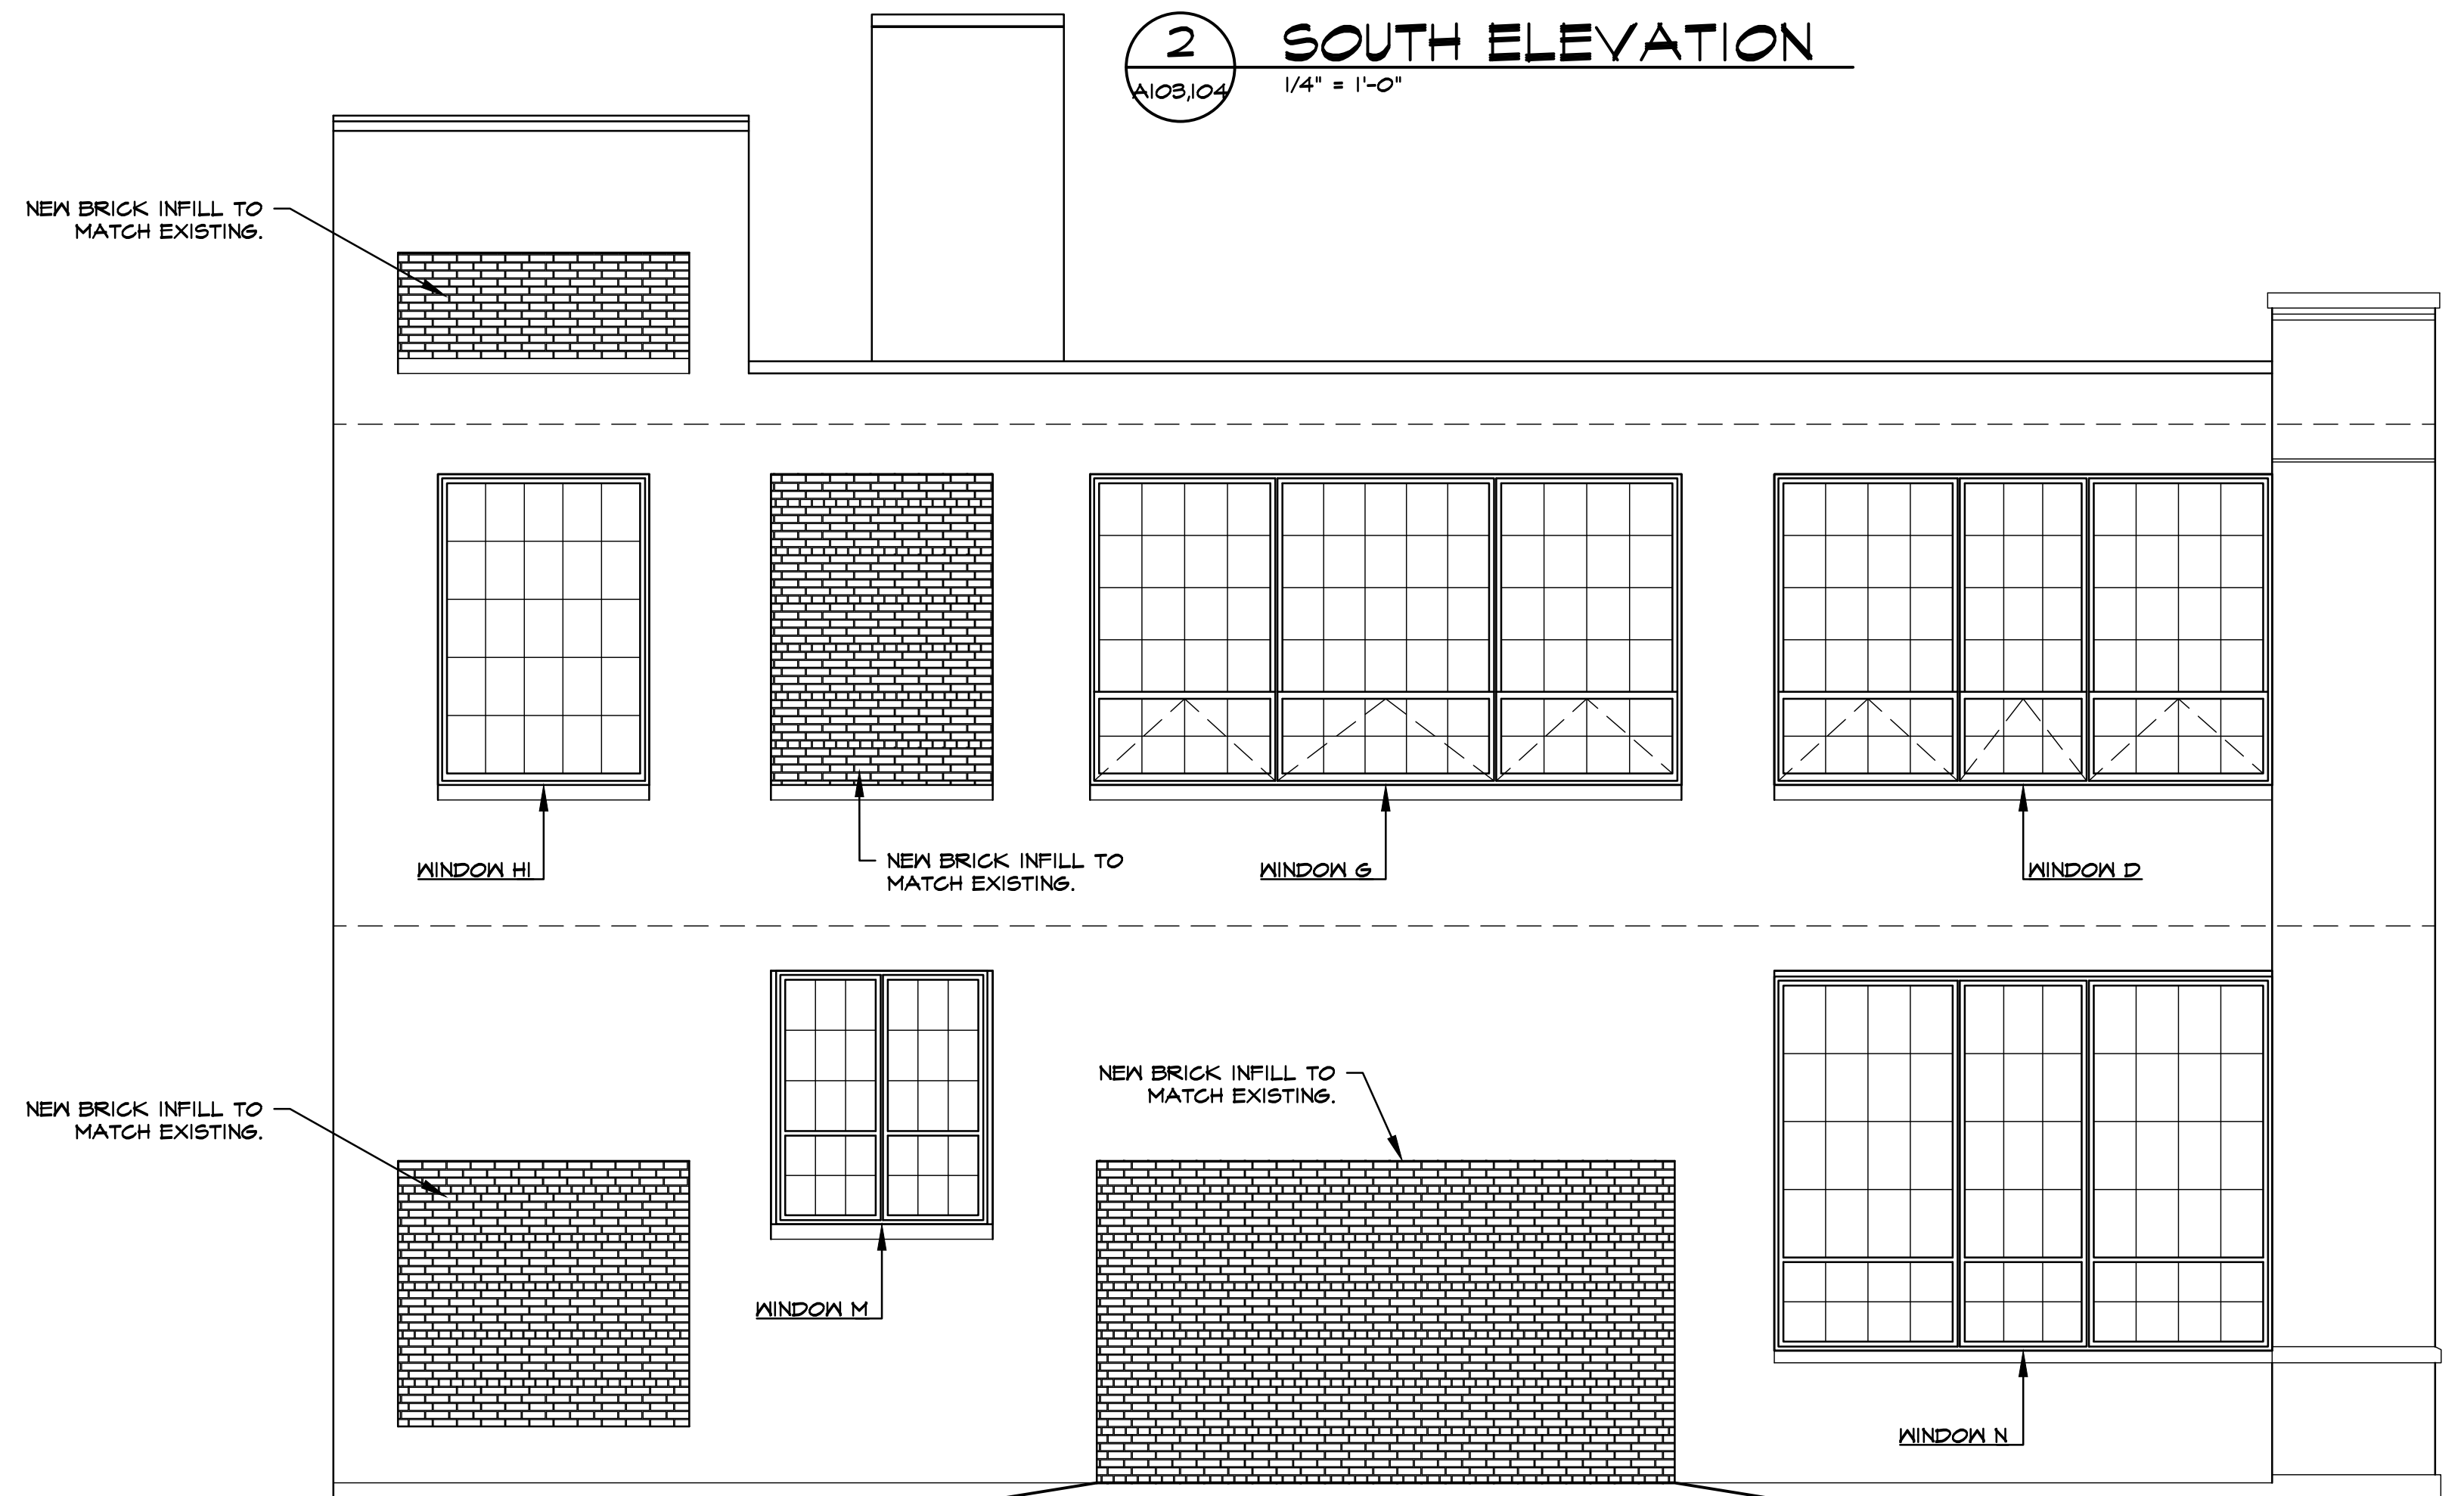 2
SOUTH ELEVATION
A103,104
1/4" = 1'-0"
NEW BRICK INFILL TO
MATCH EXISTING.
WINDOW H1
NEW BRICK INFILL TO
MATCH EXISTING.
WINDOW G
WINDOW D
NEW BRICK INFILL TO
MATCH EXISTING.
NEW BRICK INFILL TO
MATCH EXISTING.
WINDOW M
WINDOW N